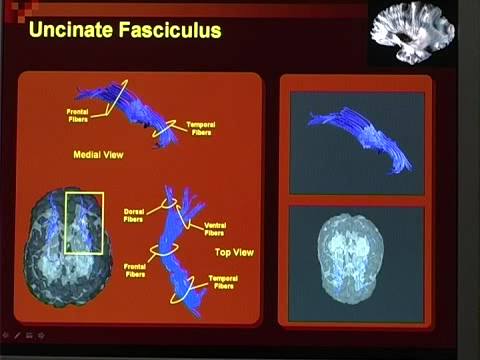 Uncinate Fasciculus
Frontal
Fibers
Temporal
Fibers
Medial View
Dorsal
Fibers
Ventral
Fibers
Top View
Frontal
Fibers
Temporal
Fibers